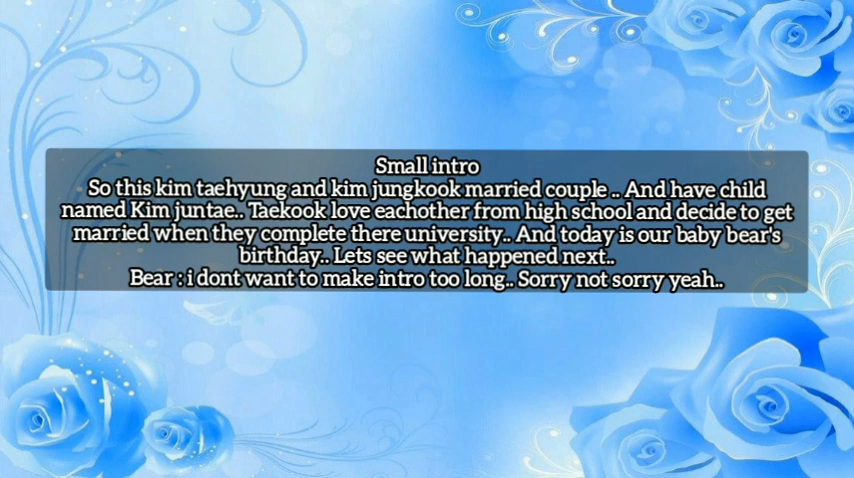 Small intro
So this kim taehyung and kim jungkook married couple .. And have child
named Kim juntae.. Taekook love eachother from high school and decide to get
married when they complete there university.. And today is our baby bear's
birthday.. Lets see what happened next..
Bear : i dont want to make intro too long.. Sorry not sorry yeah..